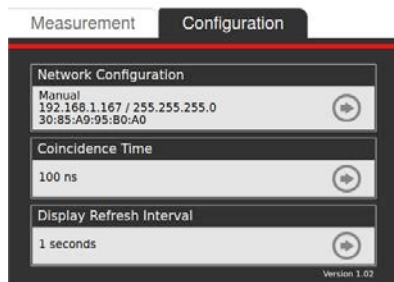 Measurement Configuration
Network Configuration
Manual
192.168.1.167 / 255.255.255.0
30:85:A9:95:B0:A0
Coincidence Time
100 ns
Display Refresh Interval
1 seconds
Version 1.02